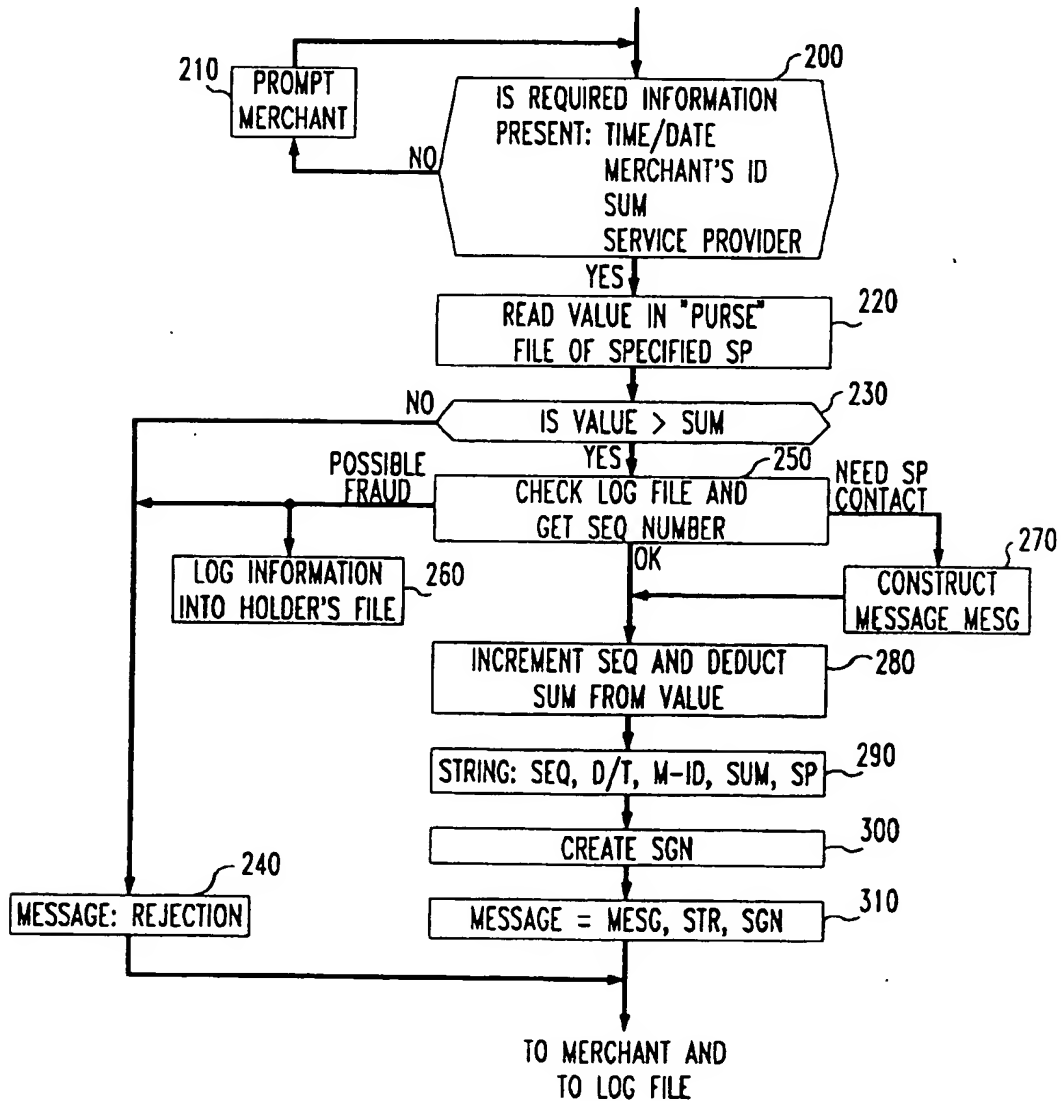 200
210
PROMPT
MERCHANT
IS REQUIRED INFORMATION
PRESENT: TIME/DATE
MERCHANT'S ID
SUM
SERVICE PROVIDER
NO
YES
220
READ VALUE IN "PURSE"
FILE OF SPECIFIED SP
NO
230
IS VALUE > SUM
YES
250
POSSIBLE
FRAUD
CHECK LOG FILE AND
GET SEQ NUMBER
NEED SP
CONTACT
OK
270
LOG INFORMATION
INTO HOLDER'S FILE
260
CONSTRUCT
MESSAGE MESG
INCREMENT SEQ AND DEDUCT
SUM FROM VALUE
280
STRING: SEQ, D/T, M-ID, SUM, SP
290
CREATE SGN
300
240
MESSAGE: REJECTION
MESSAGE = MESG, STR, SGN
310
TO MERCHANT AND
TO LOG FILE